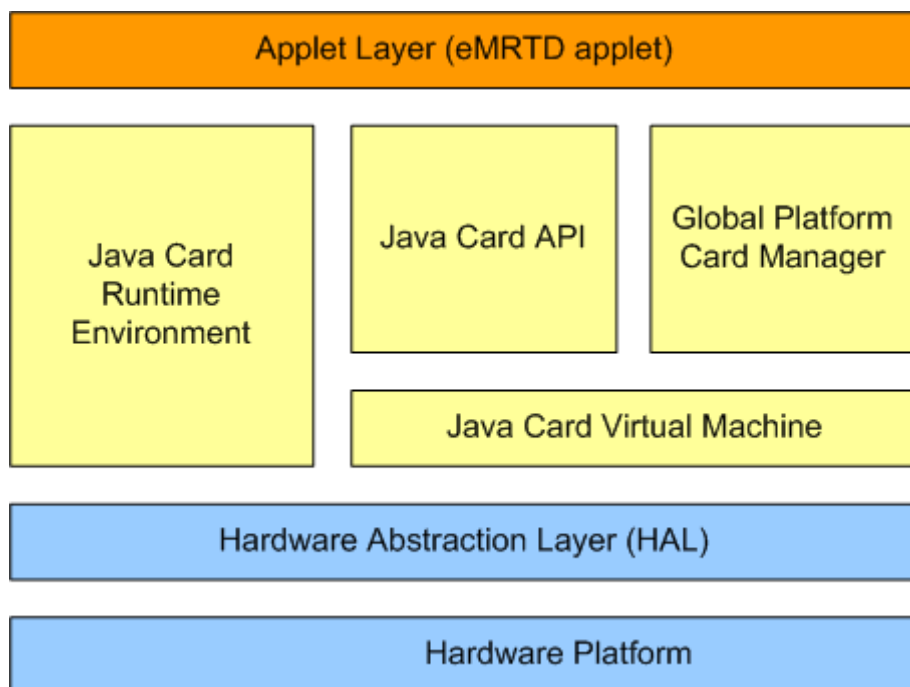 Applet Layer (eMRTD applet)
Java Card
Runtime
Environment
Java Card API
Global Platform
Card Manager
Java Card Virtual Machine
Hardware Abstraction Layer (HAL)
Hardware Platform